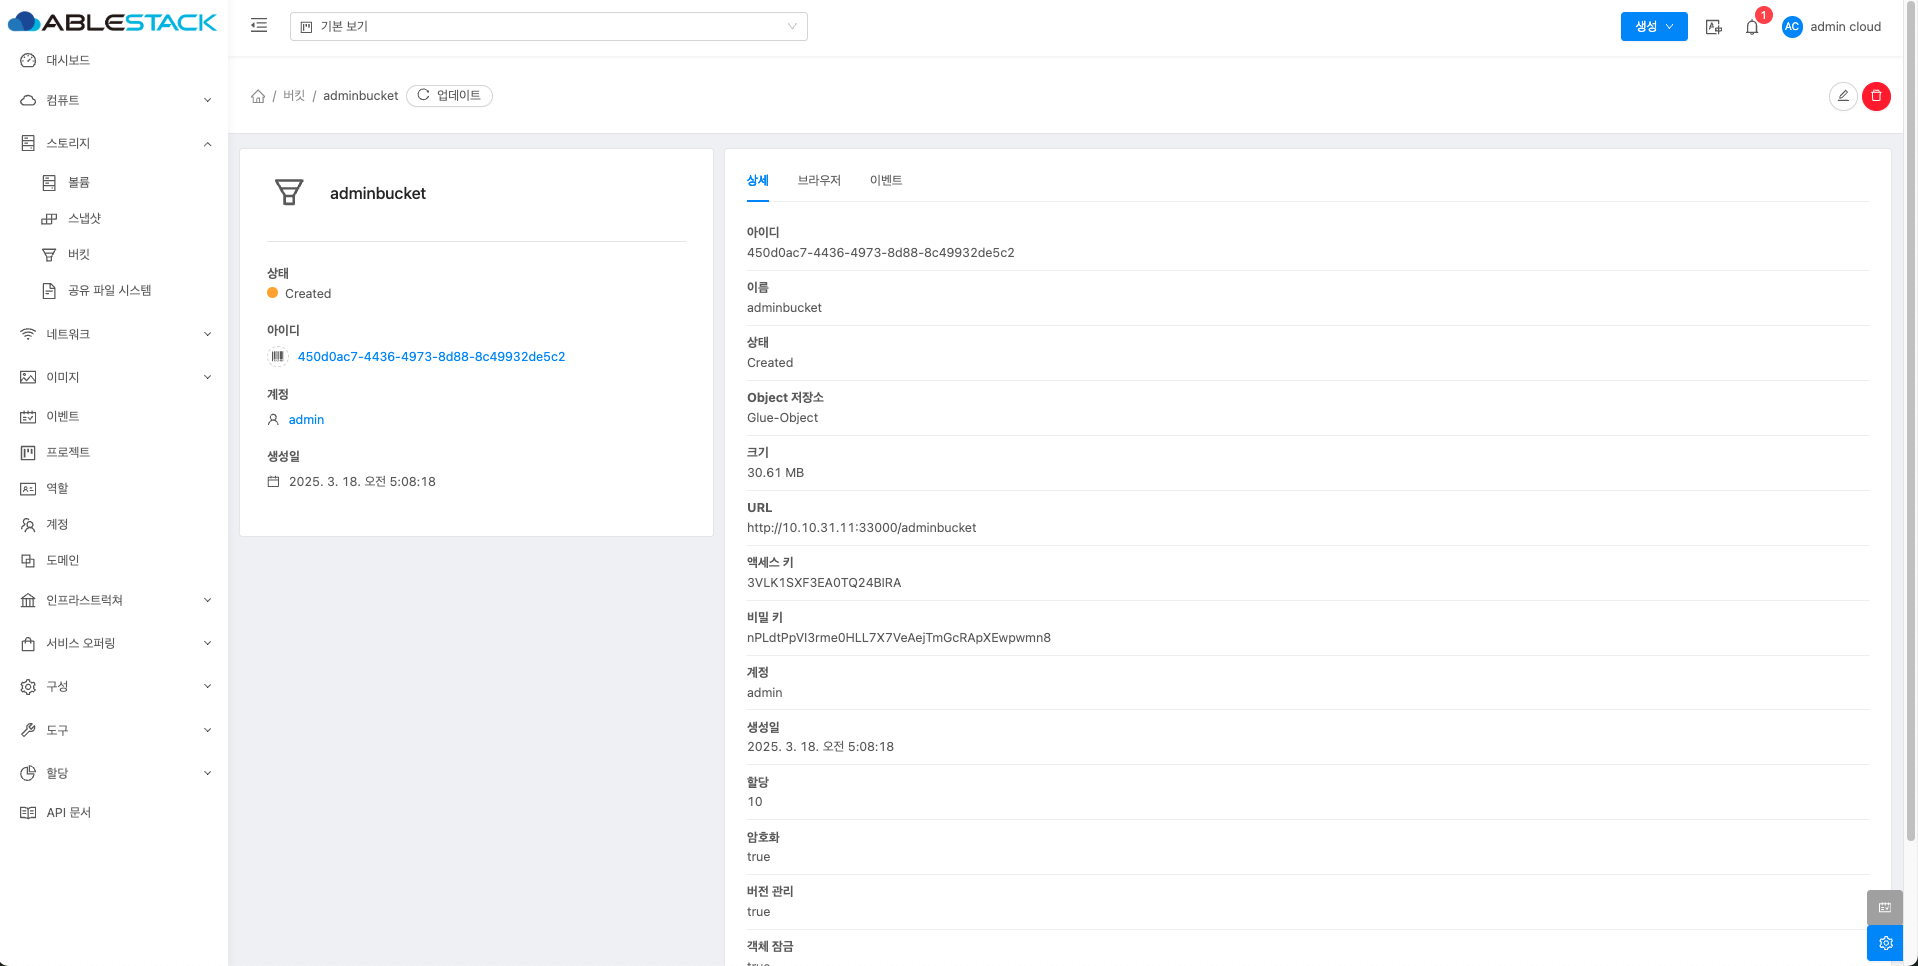 ABLESTACK
기본 보기
생성
1
AC
admin cloud
대시보드
컴퓨트
스토리지
볼륨
스냅샷
버킷
공유 파일 시스템
네트워크
이미지
이벤트
프로젝트
역할
계정
도메인
인프라스트럭쳐
서비스 오퍼링
구성
도구
할당
API 문서
/ 버킷 / adminbucket
업데이트
adminbucket
상태
Created
아이디
450d0ac7-4436-4973-8d88-8c49932de5c2
계정
admin
생성일
2025. 3. 18. 오전 5:08:18
상세
브라우저
이벤트
아이디
450d0ac7-4436-4973-8d88-8c49932de5c2
이름
adminbucket
상태
Created
Object 저장소
Glue-Object
크기
30.61 MB
URL
http://10.10.31.11:33000/adminbucket
액세스 키
3VLK1SXF3EA0TQ24BIRA
비밀 키
nPLdtPpVI3rme0HLL7X7VeAejTmGcRApXEwpwmn8
계정
admin
생성일
2025. 3. 18. 오전 5:08:18
할당
10
암호화
true
버전 관리
true
객체 잠금
true